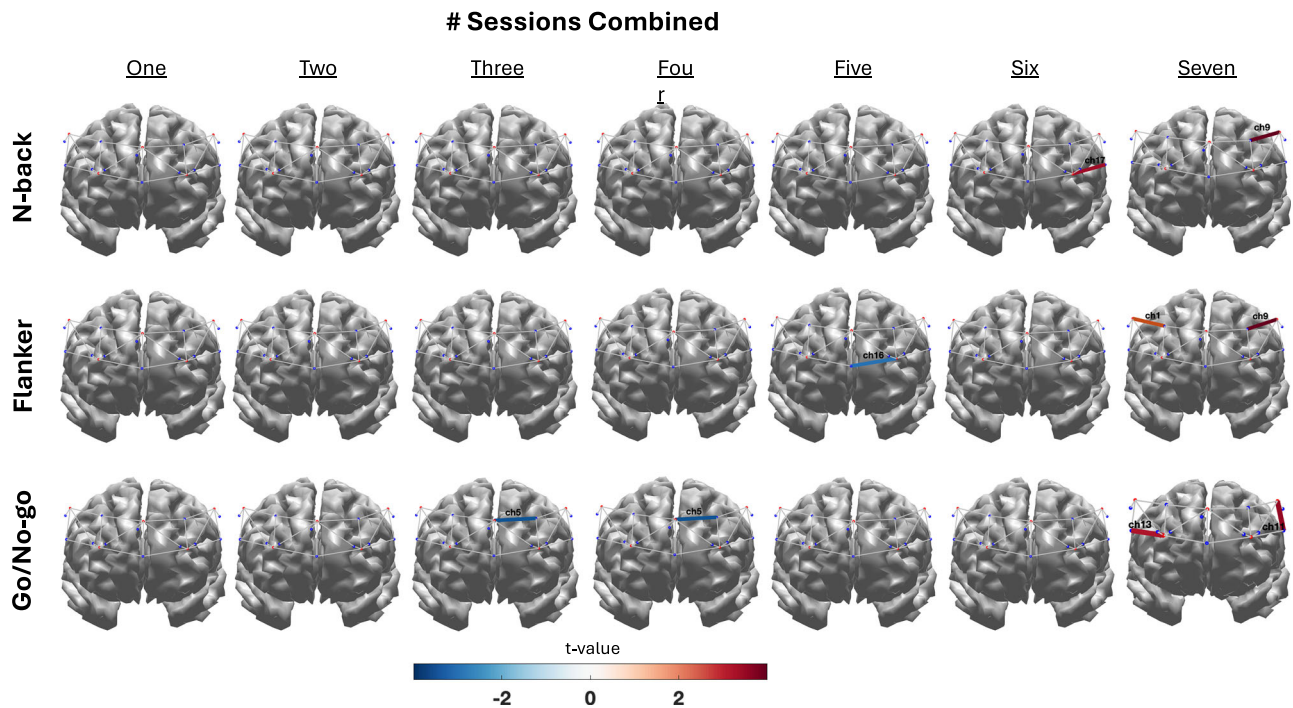 # Sessions Combined
One Two Three Fou Five Six Seven
r
N-back
ch17
ch9
Flanker
ch16
ch1
ch9
Go/No-go
ch5
ch5
ch13
ch11
t-value
-2 0 2